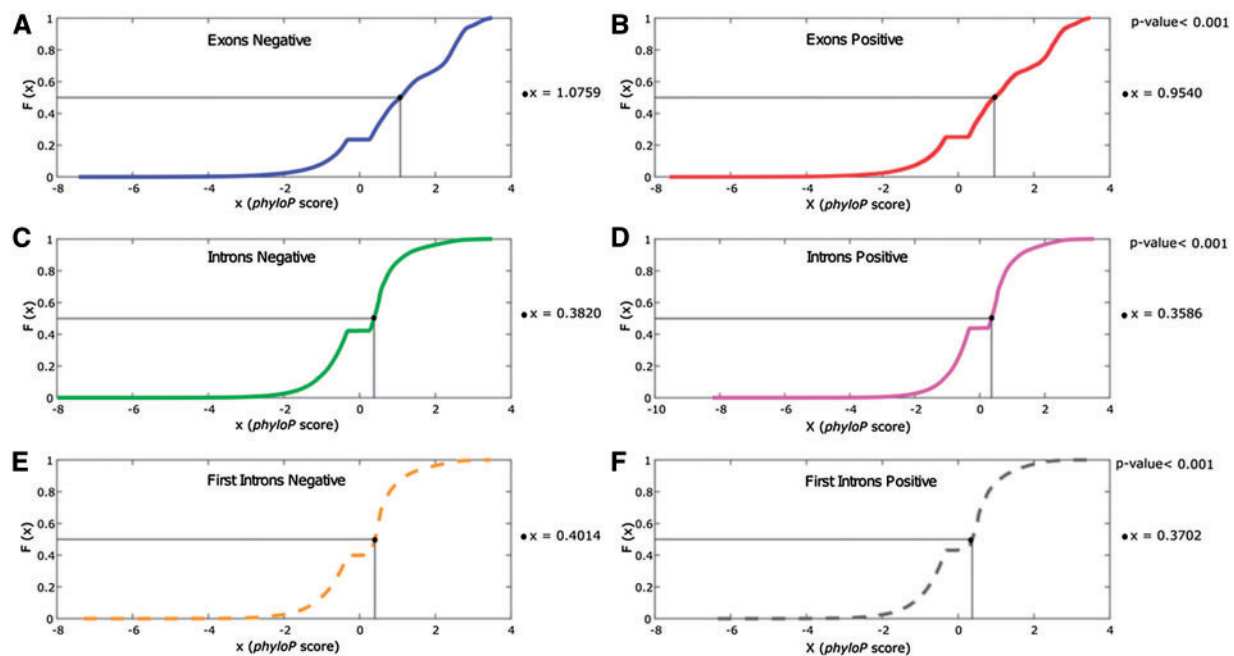 A
Exons Negative
1
0.8
0.6
0.4
0.2
0
F (x)
-8 -6 -4 -2 0 2 4
x (phyloP score)
x = 1.0759
B
Exons Positive
1
0.8
0.6
0.4
0.2
0
F (x)
-8 -6 -4 -2 0 2 4
X (phyloP score)
p-value< 0.001
x = 0.9540
C
Introns Negative
1
0.8
0.6
0.4
0.2
0
F (x)
-8 -6 -4 -2 0 2 4
x (phyloP score)
x = 0.3820
D
Introns Positive
1
0.8
0.6
0.4
0.2
0
F (x)
-10 -8 -6 -4 -2 0 2 4
X (phyloP score)
p-value< 0.001
x = 0.3586
E
First Introns Negative
1
0.8
0.6
0.4
0.2
0
F (x)
-8 -6 -4 -2 0 2 4
x (phyloP score)
x = 0.4014
F
First Introns Positive
1
0.8
0.6
0.4
0.2
0
F (x)
-8 -6 -4 -2 0 2 4
X (phyloP score)
p-value< 0.001
x = 0.3702